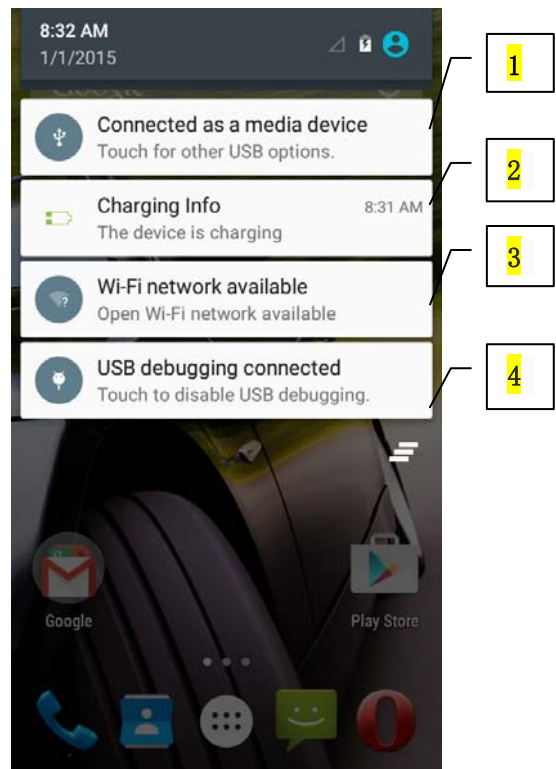 8:32 AM
1/1/2015
Google
1
Connected as a media device
Touch for other USB options.
2
Charging Info 8:31 AM
The device is charging
3
Wi-Fi network available
Open Wi-Fi network available
4
USB debugging connected
Touch to disable USB debugging.
Google Play Store